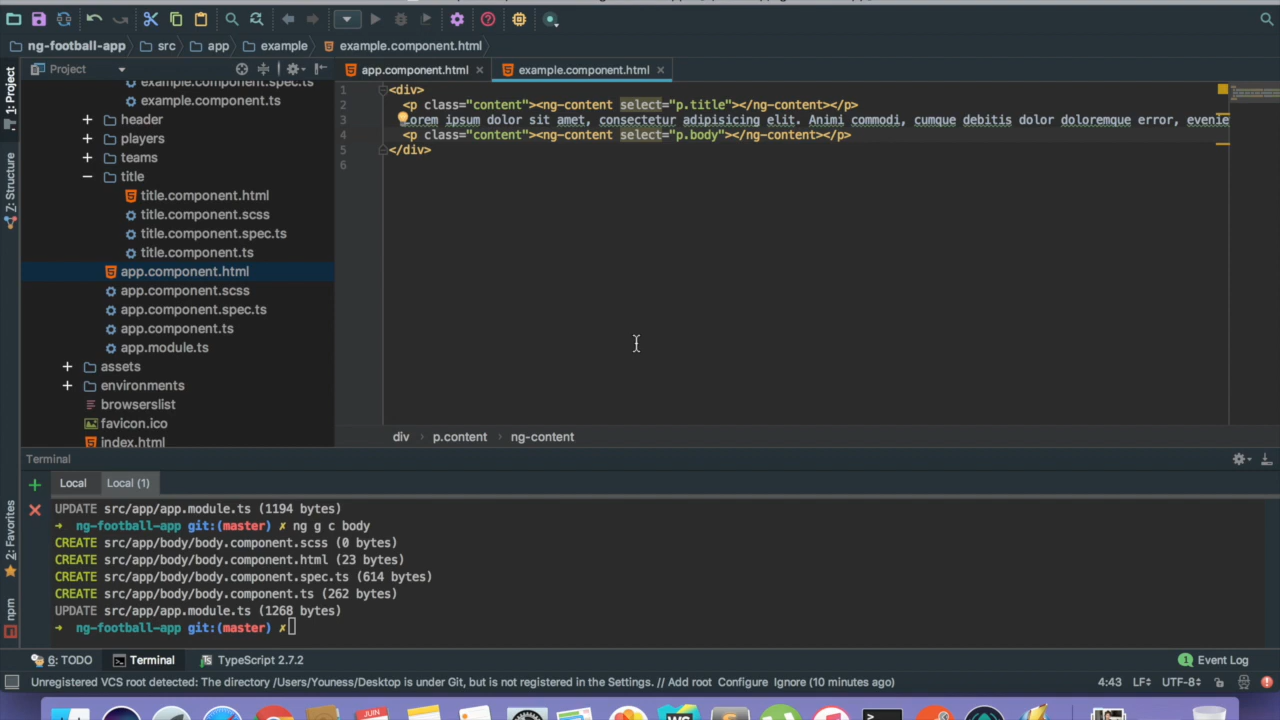 ng-football-app src app example example.component.html
1: Project
Project
app.component.html
example.component.html
example.component.spec.ts
example.component.ts
header
players
teams
title
title.component.html
title.component.scss
title.component.spec.ts
title.component.ts
app.component.html
app.component.scss
app.component.spec.ts
app.component.ts
app.module.ts
assets
environments
browserslist
favicon.ico
index.html
Z: Structure
2: Favorites
npm
1 <div>
2 <p class="content"><ng-content select="p.title"></ng-content></p>
3 Lorem ipsum dolor sit amet, consectetur adipisicing elit. Animi commodi, cumque debitis dolor doloremque error, evenie
4 <p class="content"><ng-content select="p.body"></ng-content></p>
5 </div>
6
div › p.content › ng-content
Terminal
Local Local (1)
UPDATE src/app/app.module.ts (1194 bytes)
→ ng-football-app git:(master) ✗ ng g c body
CREATE src/app/body/body.component.scss (0 bytes)
CREATE src/app/body/body.component.html (23 bytes)
CREATE src/app/body/body.component.spec.ts (614 bytes)
CREATE src/app/body/body.component.ts (262 bytes)
UPDATE src/app/app.module.ts (1268 bytes)
→ ng-football-app git:(master) ✗
6: TODO Terminal TypeScript 2.7.2 1 Event Log
Unregistered VCS root detected: The directory /Users/Youness/Desktop is under Git, but is not registered in the Settings. // Add root Configure Ignore (10 minutes ago) 4:43 LF÷ UTF-8÷
JUIN
WS